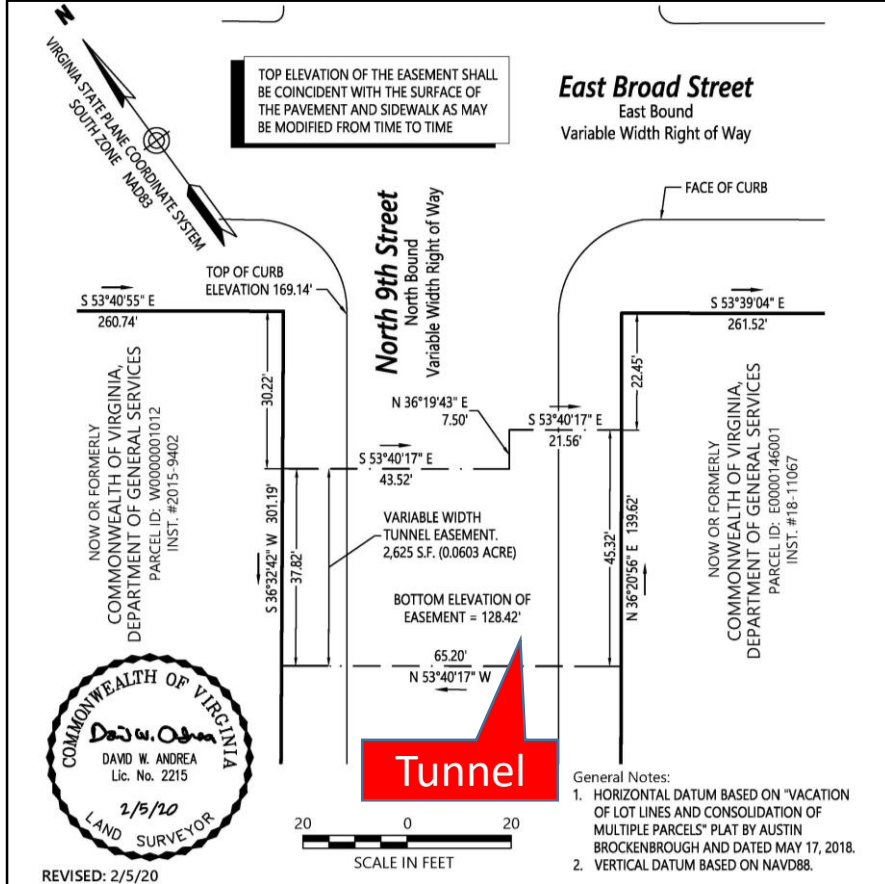 N
VIRGINIA STATE PLANE COORDINATE SYSTEM
SOUTH ZONE NAD83
TOP ELEVATION OF THE EASEMENT SHALL
BE COINCIDENT WITH THE SURFACE OF
THE PAVEMENT AND SIDEWALK AS MAY
BE MODIFIED FROM TIME TO TIME
East Broad Street
East Bound
Variable Width Right of Way
FACE OF CURB
North 9th Street
North Bound
Variable Width Right of Way
TOP OF CURB
ELEVATION 169.14'
S 53°40'55" E
260.74'
S 53°39'04" E
261.52'
30.22'
22.45'
N 36°19'43" E
7.50'
S 53°40'17" E
21.56'
S 53°40'17" E
43.52'
NOW OR FORMERLY
COMMONWEALTH OF VIRGINIA,
DEPARTMENT OF GENERAL SERVICES
PARCEL ID: W0000001012
INST. #2015-9402
S 36°32'42" W 301.19'
37.82'
VARIABLE WIDTH
TUNNEL EASEMENT.
2,625 S.F. (0.0603 ACRE)
BOTTOM ELEVATION OF
EASEMENT = 128.42'
45.32'
N 36°20'56" E 139.62'
NOW OR FORMERLY
COMMONWEALTH OF VIRGINIA,
DEPARTMENT OF GENERAL SERVICES
PARCEL ID: E0000146001
INST. #18-11067
65.20'
N 53°40'17" W
Tunnel
COMMONWEALTH OF VIRGINIA
David W. Andrea
DAVID W. ANDREA
Lic. No. 2215
2/5/20
LAND SURVEYOR
REVISED: 2/5/20
20 0 20
SCALE IN FEET
General Notes:
1. HORIZONTAL DATUM BASED ON "VACATION
OF LOT LINES AND CONSOLIDATION OF
MULTIPLE PARCELS" PLAT BY AUSTIN
BROCKENBROUGH AND DATED MAY 17, 2018.
2. VERTICAL DATUM BASED ON NAVD88.